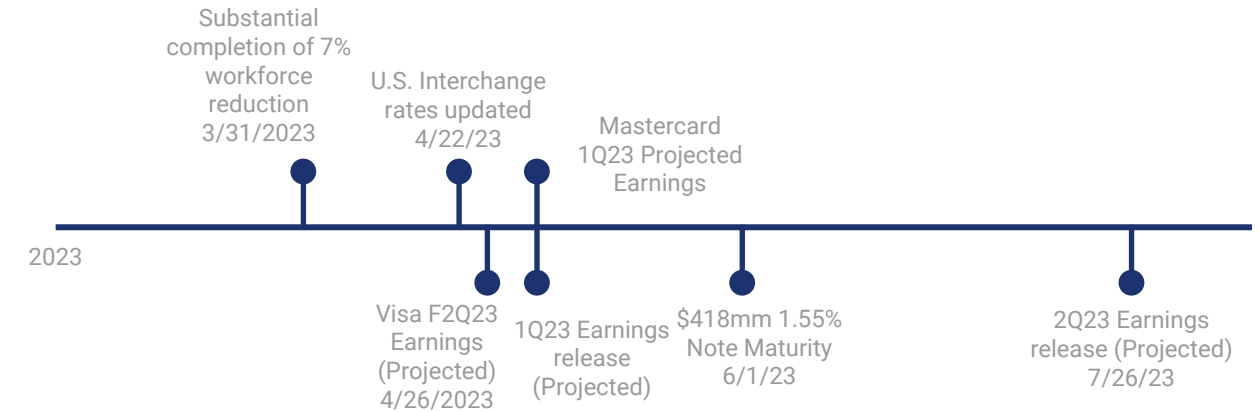 Substantial
completion of 7%
workforce
reduction
3/31/2023
U.S. Interchange
rates updated
4/22/23
Mastercard
1Q23 Projected
Earnings
2023
Visa F2Q23
Earnings
(Projected)
4/26/2023
1Q23 Earnings
release
(Projected)
$418mm 1.55%
Note Maturity
6/1/23
2Q23 Earnings
release (Projected)
7/26/23